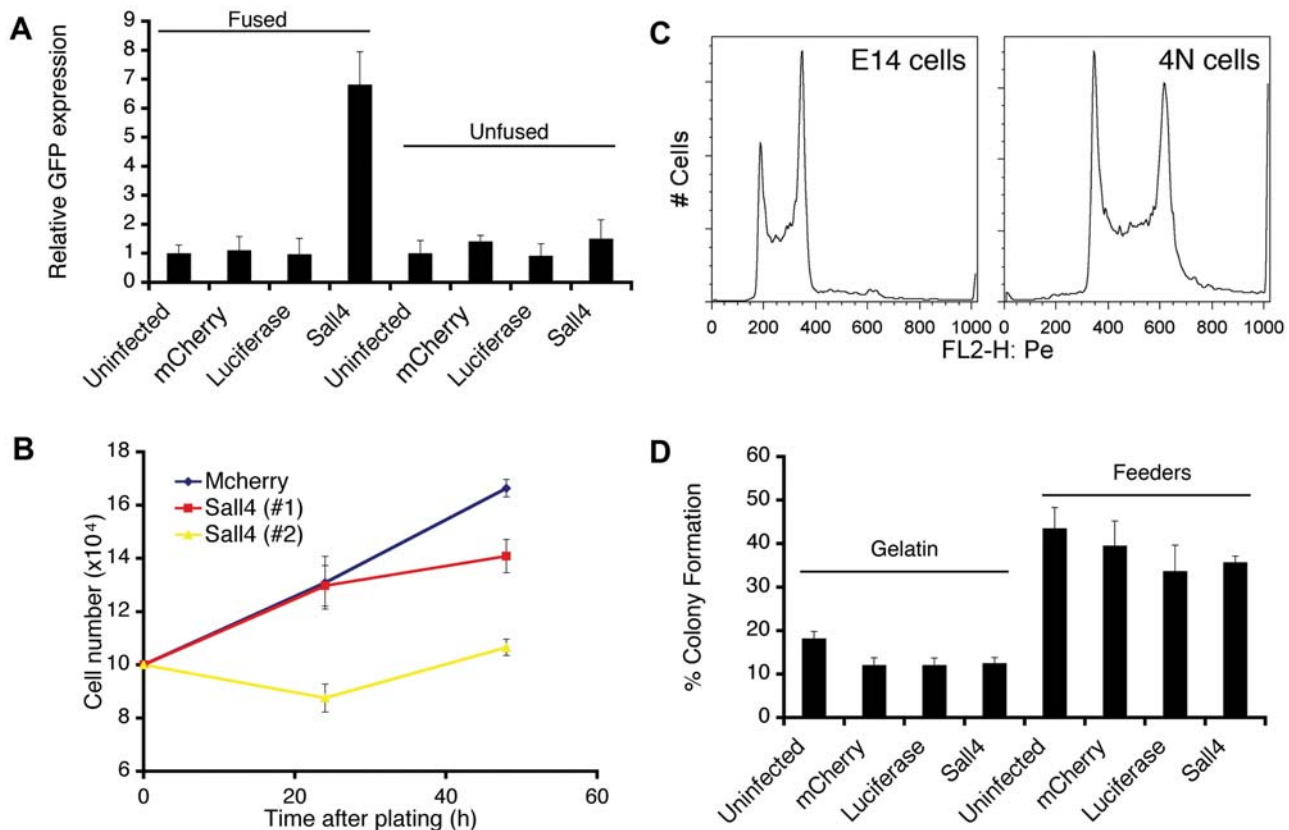 A
Relative GFP expression
9
8
7
6
5
4
3
2
1
0
Fused
Unfused
Uninfected
mCherry
Luciferase
Sall4
Uninfected
mCherry
Luciferase
Sall4
C
# Cells
E14 cells
4N cells
0 200 400 600 800 1000
0 200 400 600 800 1000
FL2-H: Pe
B
Cell number (x10⁴)
18
16
14
12
10
8
6
Mcherry
Sall4 (#1)
Sall4 (#2)
0 20 40 60
Time after plating (h)
D
% Colony Formation
60
50
40
30
20
10
0
Gelatin
Feeders
Uninfected
mCherry
Luciferase
Sall4
Uninfected
mCherry
Luciferase
Sall4